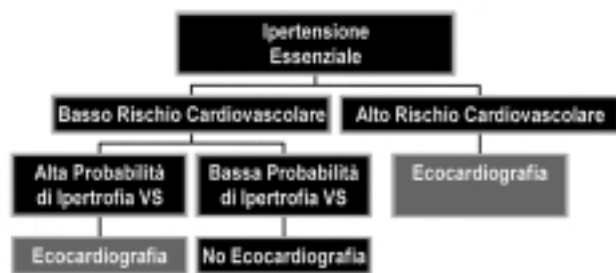 Ipertensione
Essenziale
Basso Rischio Cardiovascolare
Alto Rischio Cardiovascolare
Alta Probabilità
di Ipertrofia VS
Bassa Probabilità
di Ipertrofia VS
Ecocardiografia
Ecocardiografia
No Ecocardiografia